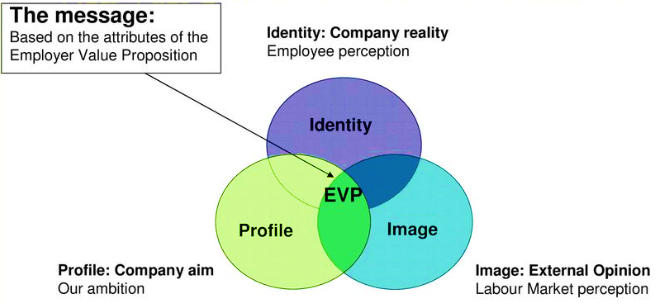 The message:
Based on the attributes of the
Employer Value Proposition
Identity: Company reality
Employee perception
Identity
EVP
Profile
Image
Profile: Company aim
Our ambition
Image: External Opinion
Labour Market perception